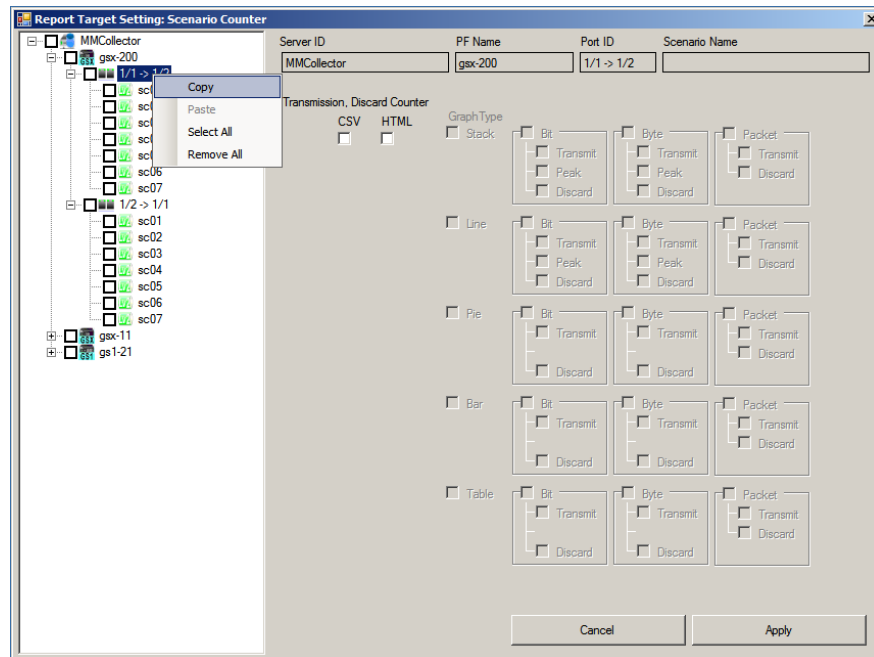 Report Target Setting: Scenario Counter
MMCollector
gsx-200
1/1 -> 1/2
sc06
sc07
1/2 -> 1/1
sc01
sc02
sc03
sc04
sc05
sc06
sc07
gsx-11
gs1-21
Copy
Paste
Select All
Remove All
Server ID PF Name Port ID Scenario Name
MMCollector gsx-200 1/1 -> 1/2
Transmission, Discard Counter
CSV HTML
GraphType
Stack Bit Byte Packet
Transmit Transmit Transmit
Peak Peak Discard
Discard Discard
Line Bit Byte Packet
Transmit Transmit Transmit
Peak Peak Discard
Discard Discard
Pie Bit Byte Packet
Transmit Transmit Transmit
Discard
Discard Discard
Bar Bit Byte Packet
Transmit Transmit Transmit
Discard
Discard Discard
Table Bit Byte Packet
Transmit Transmit Transmit
Discard
Discard Discard
Cancel Apply